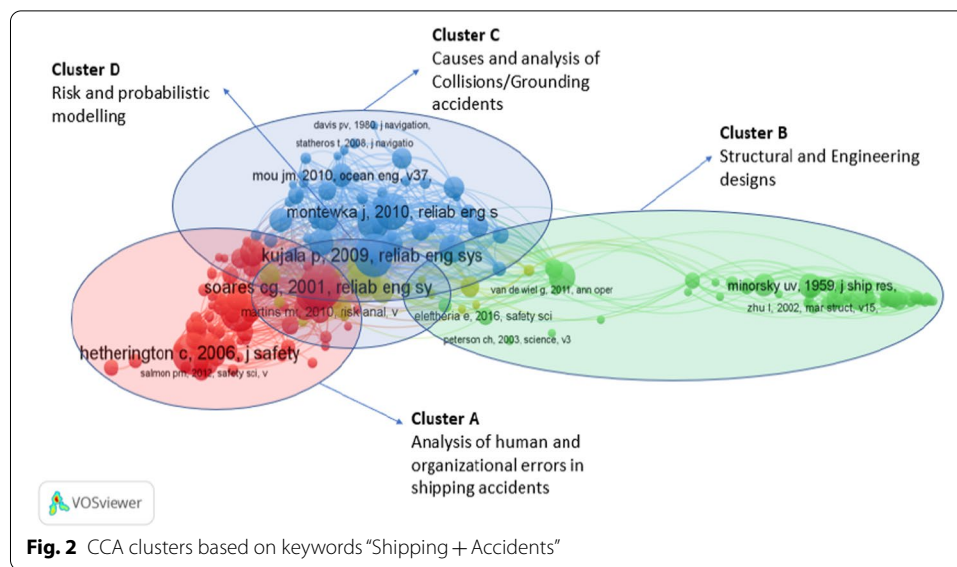 Cluster C
Causes and analysis of
Collisions/Grounding
accidents
Cluster D
Risk and probabilistic
modelling
Cluster B
Structural and Engineering
designs
davis pv, 1980, j navigation,
statheros t, 2008, j navigatio
mou jm, 2010, ocean eng, v37,
montewka j, 2010, reliab eng s
kujala p, 2009, reliab eng sys
soares cg, 2001, reliab eng sy
martins mr, 2010, risk anal, v
van de wiel g, 2011, ann oper
eleftheria e, 2016, safety sci
peterson ch, 2003, science, v3
minorsky vu, 1959, j ship res,
zhu l, 2002, mar struct, v15,
hetherington c, 2006, j safety
salmon pm, 2012, safety sci, v
Cluster A
Analysis of human and
organizational errors in
shipping accidents
VOSviewer
Fig. 2 CCA clusters based on keywords “Shipping + Accidents”